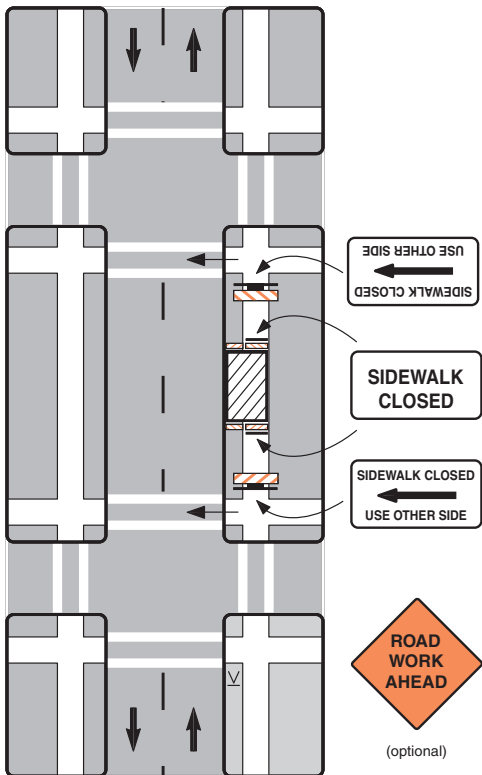 SIDEWALK CLOSED
USE OTHER SIDE
SIDEWALK
CLOSED
SIDEWALK CLOSED
USE OTHER SIDE
ROAD
WORK
AHEAD
(optional)